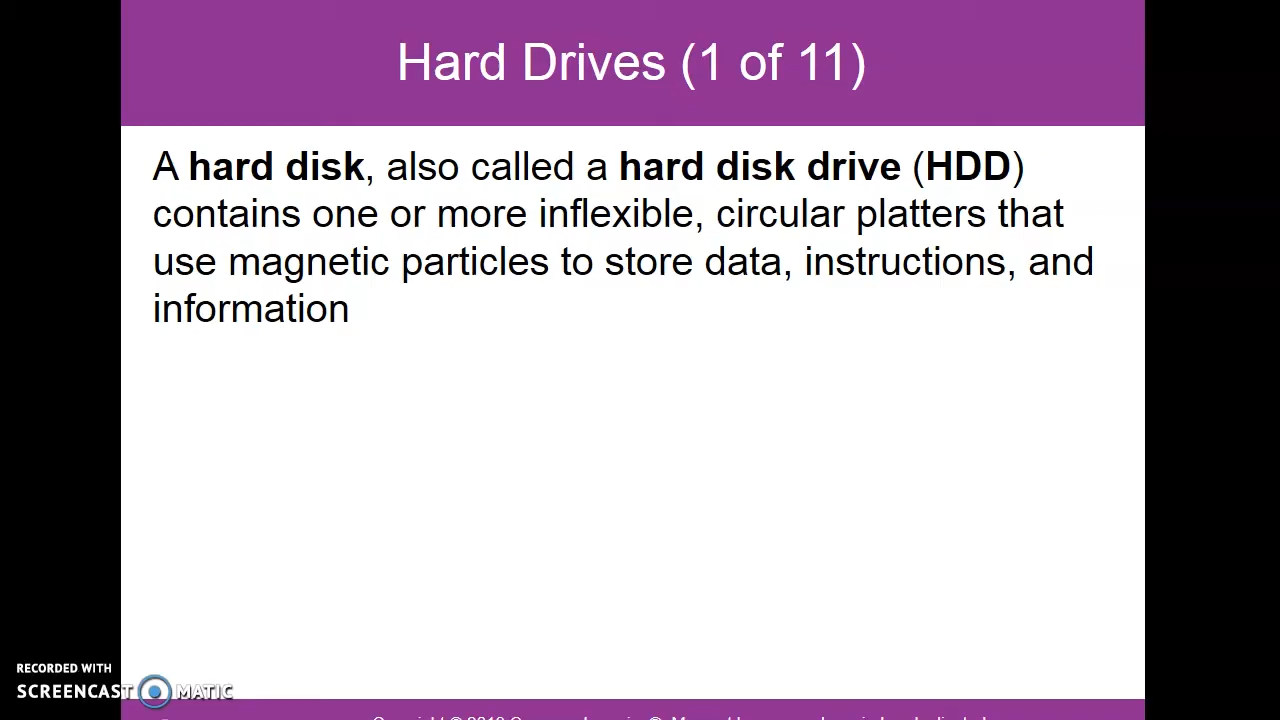 Hard Drives (1 of 11)
A hard disk, also called a hard disk drive (HDD)
contains one or more inflexible, circular platters that
use magnetic particles to store data, instructions, and
information
RECORDED WITH
SCREENCAST MATIC